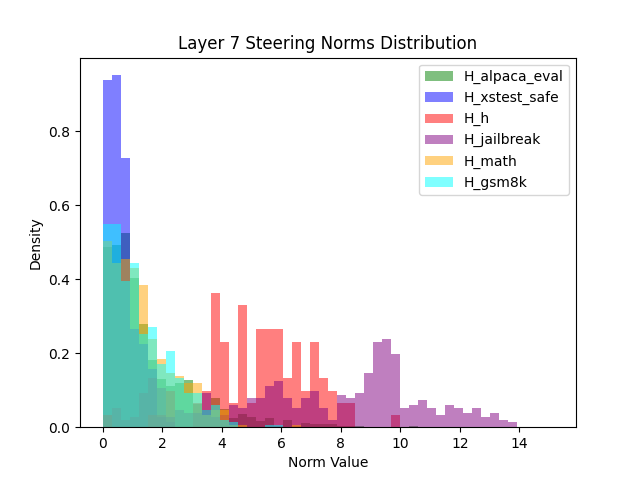 Layer 7 Steering Norms Distribution
H_alpaca_eval
H_xstest_safe
H_h
H_jailbreak
H_math
H_gsm8k
0.8
0.6
0.4
0.2
0.0
Density
0 2 4 6 8 10 12 14
Norm Value